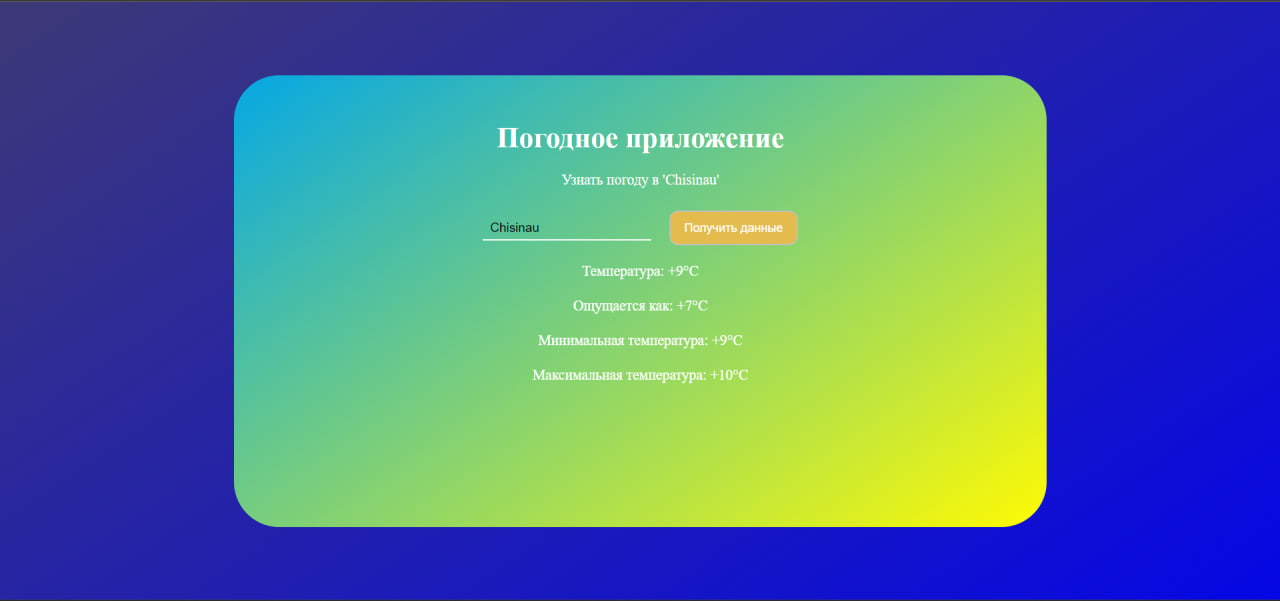 Погодное приложение
Узнать погоду в 'Chisinau'
Chisinau Получить данные
Температура: +9°C
Ощущается как: +7°C
Минимальная температура: +9°C
Максимальная температура: +10°C